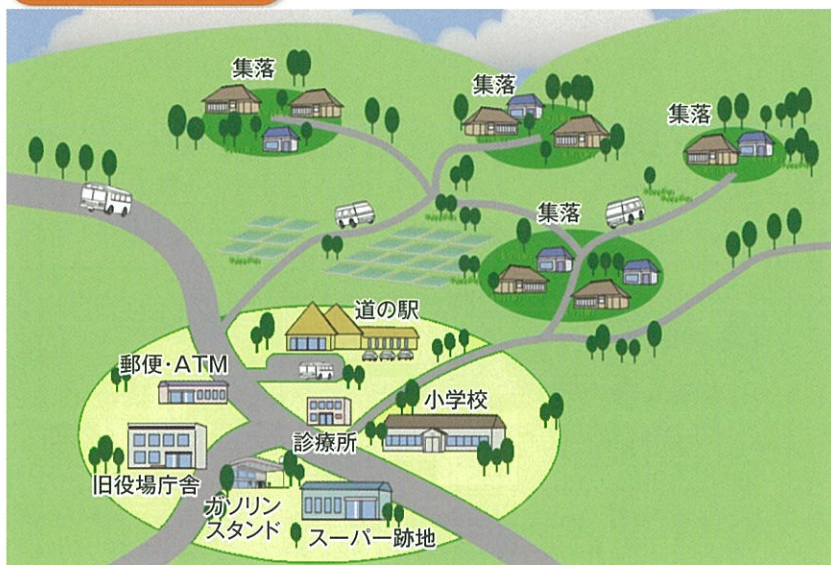 集落
集落
集落
集落
道の駅
郵便・ATM
小学校
診療所
旧役場庁舎
ガソリン
スタンド
スーパー跡地